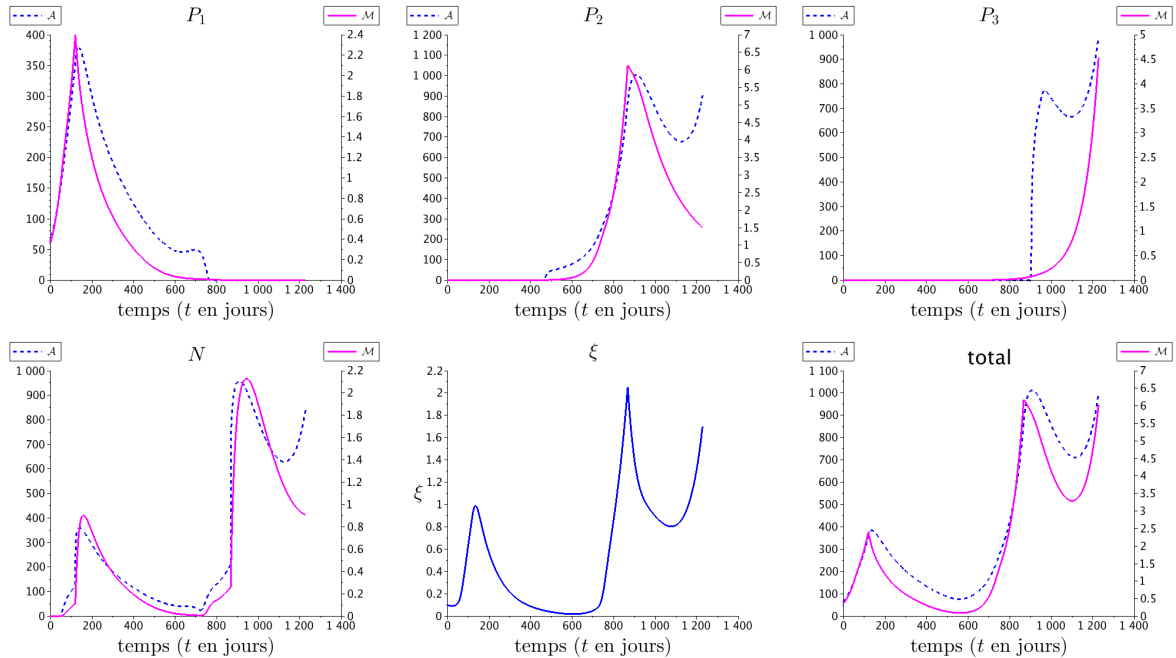 𝒜 P₁ ℳ
400 2.4
350 2.2
2
300 1.8
250 1.6
1.4
200 1.2
150 1
0.8
100 0.6
50 0.4
0.2
0 0
0 200 400 600 800 1 000 1 200 1 400
temps (t en jours)
P₂ ℳ
1 200 7
1 100 6.5
1 000 6
900 5.5
5
800 4.5
700 4
600 3.5
500 3
400 2.5
300 2
1.5
200 1
100 0.5
0 0
0 200 400 600 800 1 000 1 200 1 400
temps (t en jours)
𝒜 P₃ ℳ
1 000 5
900 4.5
800 4
700 3.5
600 3
500 2.5
400 2
300 1.5
200 1
100 0.5
0 0
0 200 400 600 800 1 000 1 200 1 400
temps (t en jours)
𝒜 N ℳ
1 000 2.2
900 2
800 1.8
700 1.6
600 1.4
1.2
500 1
400 0.8
300 0.6
200 0.4
100 0.2
0 0
0 200 400 600 800 1 000 1 200 1 400
temps (t en jours)
ξ
2.2
2
1.8
1.6
1.4
1.2
ξ
1
0.8
0.6
0.4
0.2
0
0 200 400 600 800 1 000 1 200 1 400
temps (t en jours)
𝒜 total ℳ
1 100 7
1 000 6.5
900 6
5.5
800 5
700 4.5
600 4
500 3.5
3
400 2.5
300 2
200 1.5
100 1
0.5
0 0
0 200 400 600 800 1 000 1 200 1 400
temps (t en jours)